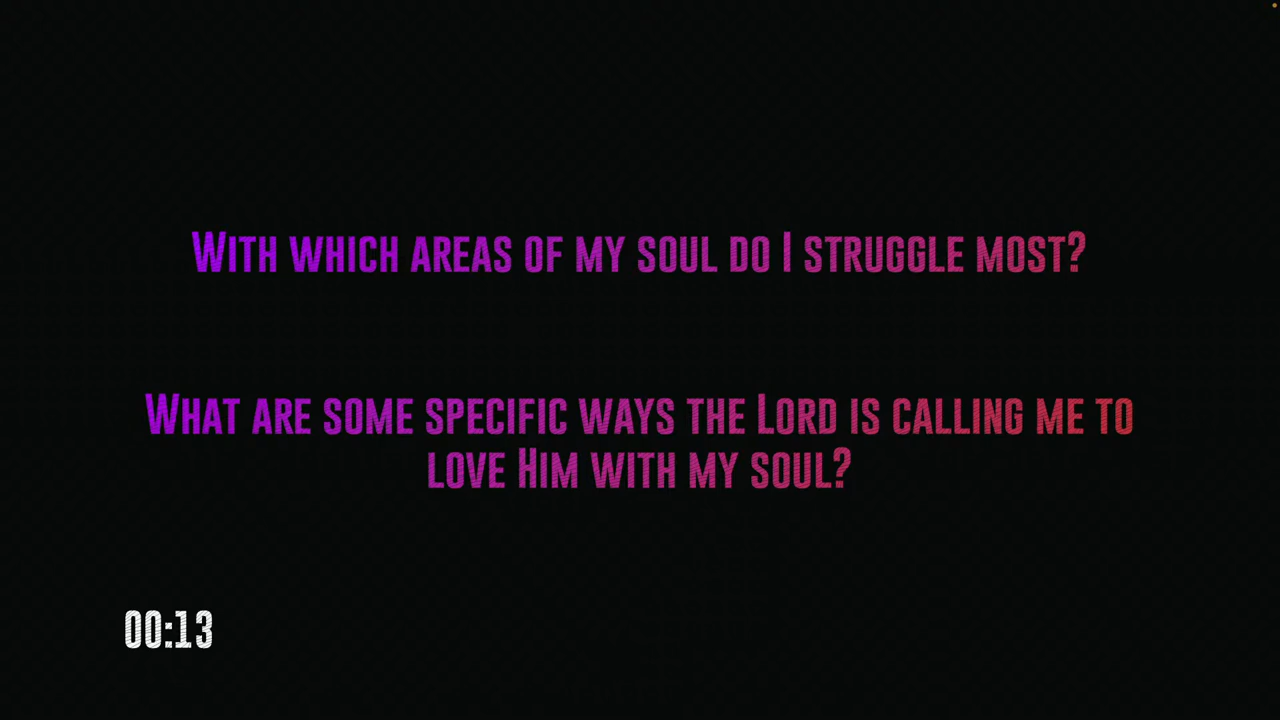 With which areas of my soul do I struggle most?
What are some specific ways the Lord is calling me to
love Him with my soul?
00:13